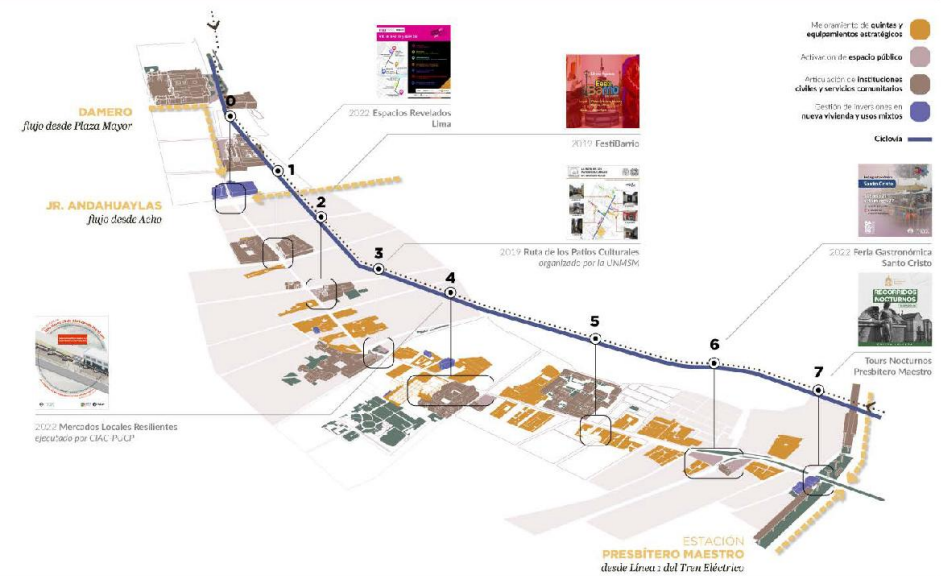 Mejoramiento de quintas y
equipamientos estratégicos
Activación de espacio público
Articulación de instituciones
civiles y servicios comunitarios
Gestión de inversiones en
nueva vivienda y usos mixtos
Ciclovía
DAMERO
flujo desde Plaza Mayor
JR. ANDAHUAYLAS
flujo desde Acho
0
1
2
3
4
5
6
7
2022 Espacios Revelados
Lima
2019 FestiBarrio
2019 Ruta de los Patios Culturales
organizado por la UNMSM
Santo Cristo
2022 Feria Gastronómica
Santo Cristo
RECORRIDOS
NOCTURNOS
Tours Nocturnos
Presbítero Maestro
2022 Mercados Locales Resilientes
ejecutado por CIAC-PUCP
ESTACIÓN
PRESBÍTERO MAESTRO
desde Línea 1 del Tren Eléctrico